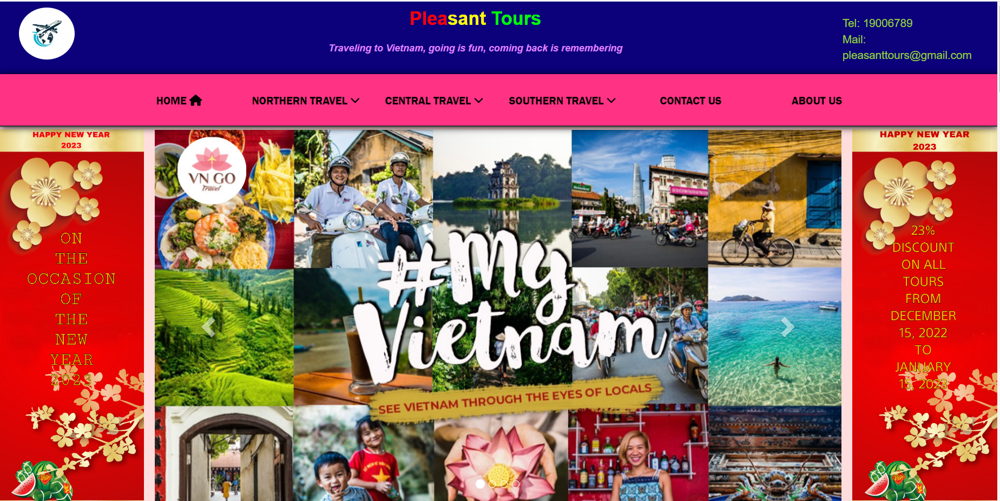 Pleasant Tours
Traveling to Vietnam, going is fun, coming back is remembering
Tel: 19006789
Mail:
pleasanttours@gmail.com
HOME
NORTHERN TRAVEL
CENTRAL TRAVEL
SOUTHERN TRAVEL
CONTACT US
ABOUT US
HAPPY NEW YEAR
2023
ON
THE
OCCASION
OF
THE
NEW
YEAR
2023
VN GO
Travel
#My
Vietnam
SEE VIETNAM THROUGH THE EYES OF LOCALS
HAPPY NEW YEAR
2023
23%
DISCOUNT
ON ALL
TOURS
FROM
DECEMBER
15, 2022
TO
JANUARY
15, 2023